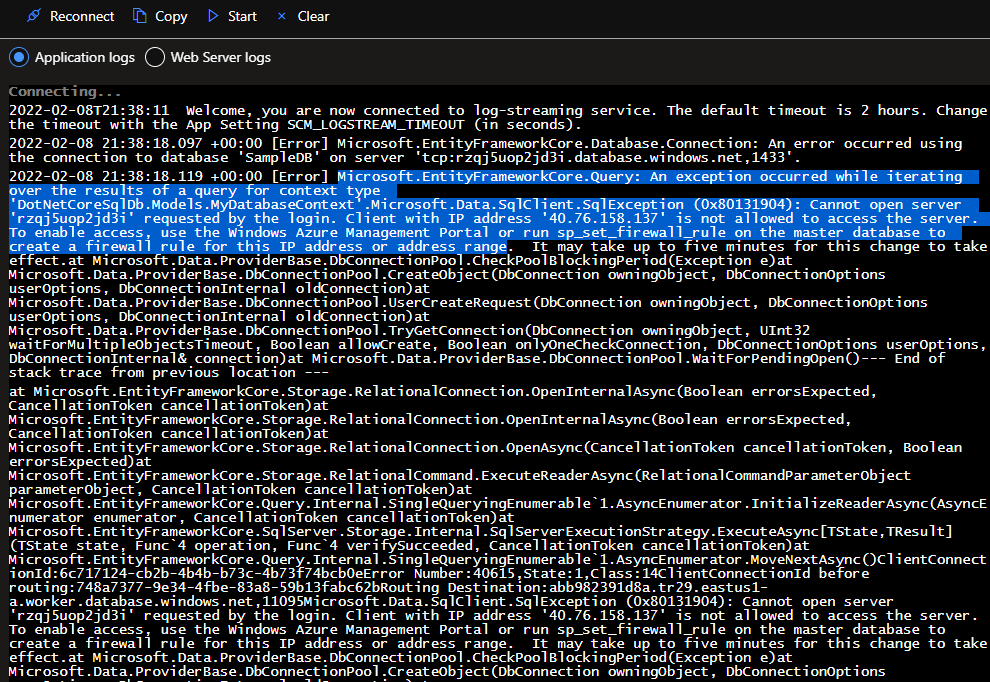 Reconnect Copy Start Clear
Application logs Web Server logs
Connecting...
2022-02-08T21:38:11  Welcome, you are now connected to log-streaming service. The default timeout is 2 hours. Change
the timeout with the App Setting SCM_LOGSTREAM_TIMEOUT (in seconds).
2022-02-08 21:38:18.097 +00:00 [Error] Microsoft.EntityFrameworkCore.Database.Connection: An error occurred using
the connection to database 'SampleDB' on server 'tcp:rzqj5uop2jd3i.database.windows.net,1433'.
2022-02-08 21:38:18.119 +00:00 [Error] Microsoft.EntityFrameworkCore.Query: An exception occurred while iterating
over the results of a query for context type
'DotNetCoreSqlDb.Models.MyDatabaseContext'.Microsoft.Data.SqlClient.SqlException (0x80131904): Cannot open server
'rzqj5uop2jd3i' requested by the login. Client with IP address '40.76.158.137' is not allowed to access the server.
To enable access, use the Windows Azure Management Portal or run sp_set_firewall_rule on the master database to
create a firewall rule for this IP address or address range.  It may take up to five minutes for this change to take
effect.at Microsoft.Data.ProviderBase.DbConnectionPool.CheckPoolBlockingPeriod(Exception e)at
Microsoft.Data.ProviderBase.DbConnectionPool.CreateObject(DbConnection owningObject, DbConnectionOptions
userOptions, DbConnectionInternal oldConnection)at
Microsoft.Data.ProviderBase.DbConnectionPool.UserCreateRequest(DbConnection owningObject, DbConnectionOptions
userOptions, DbConnectionInternal oldConnection)at
Microsoft.Data.ProviderBase.DbConnectionPool.TryGetConnection(DbConnection owningObject, UInt32
waitForMultipleObjectsTimeout, Boolean allowCreate, Boolean onlyOneCheckConnection, DbConnectionOptions userOptions,
DbConnectionInternal& connection)at Microsoft.Data.ProviderBase.DbConnectionPool.WaitForPendingOpen()--- End of
stack trace from previous location ---
at Microsoft.EntityFrameworkCore.Storage.RelationalConnection.OpenInternalAsync(Boolean errorsExpected,
CancellationToken cancellationToken)at
Microsoft.EntityFrameworkCore.Storage.RelationalConnection.OpenInternalAsync(Boolean errorsExpected,
CancellationToken cancellationToken)at
Microsoft.EntityFrameworkCore.Storage.RelationalConnection.OpenAsync(CancellationToken cancellationToken, Boolean
errorsExpected)at
Microsoft.EntityFrameworkCore.Storage.RelationalCommand.ExecuteReaderAsync(RelationalCommandParameterObject
parameterObject, CancellationToken cancellationToken)at
Microsoft.EntityFrameworkCore.Query.Internal.SingleQueryingEnumerable`1.AsyncEnumerator.InitializeReaderAsync(AsyncE
numerator enumerator, CancellationToken cancellationToken)at
Microsoft.EntityFrameworkCore.SqlServer.Storage.Internal.SqlServerExecutionStrategy.ExecuteAsync[TState,TResult]
(TState state, Func`4 operation, Func`4 verifySucceeded, CancellationToken cancellationToken)at
Microsoft.EntityFrameworkCore.Query.Internal.SingleQueryingEnumerable`1.AsyncEnumerator.MoveNextAsync()ClientConnect
ionId:6c717124-cb2b-4b4b-b73c-4b73f74bcb0eError Number:40615,State:1,Class:14ClientConnectionId before
routing:748a7377-9e34-4fbe-83a8-59b13fabc62bRouting Destination:abb982391d8a.tr29.eastus1-
a.worker.database.windows.net,11095Microsoft.Data.SqlClient.SqlException (0x80131904): Cannot open server
'rzqj5uop2jd3i' requested by the login. Client with IP address '40.76.158.137' is not allowed to access the server.
To enable access, use the Windows Azure Management Portal or run sp_set_firewall_rule on the master database to
create a firewall rule for this IP address or address range.  It may take up to five minutes for this change to take
effect.at Microsoft.Data.ProviderBase.DbConnectionPool.CheckPoolBlockingPeriod(Exception e)at
Microsoft.Data.ProviderBase.DbConnectionPool.CreateObject(DbConnection owningObject, DbConnectionOptions